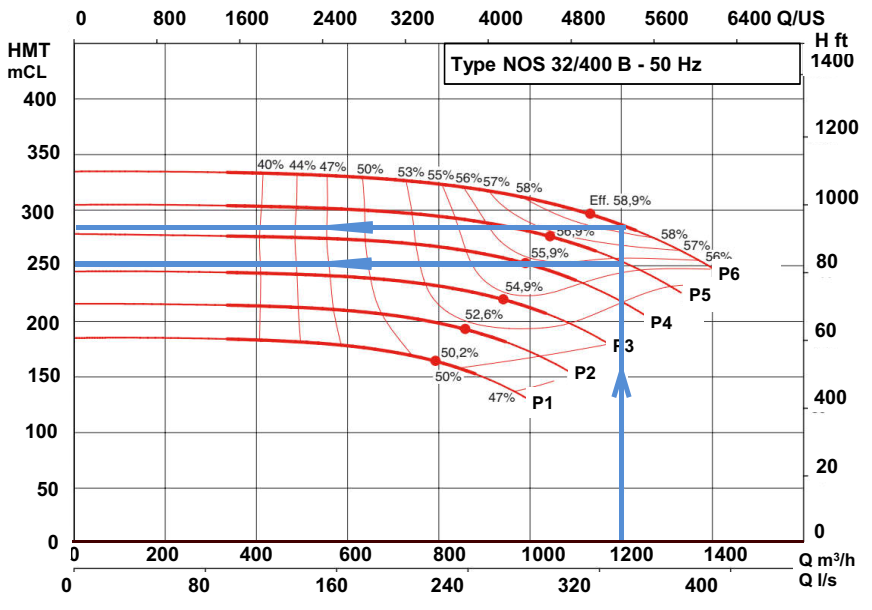 0 800 1600 2400 3200 4000 4800 5600 6400 Q/US
HMT
mCL
H ft
Type NOS 32/400 B - 50 Hz
1400
400
1200
350
40% 44% 47% 50% 53% 55% 56% 57% 58%
Eff. 58,9%
1000
300
56,9% 58%
57%
55,9% 56%
250
80
P6
54,9%
P5
52,6%
P4
200
60
P3
50,2%
150
50%
P2
47%
P1
400
100
50
20
0
0
0 200 400 600 800 1000 1200 1400 Q m³/h
0 80 160 240 320 400 Q l/s